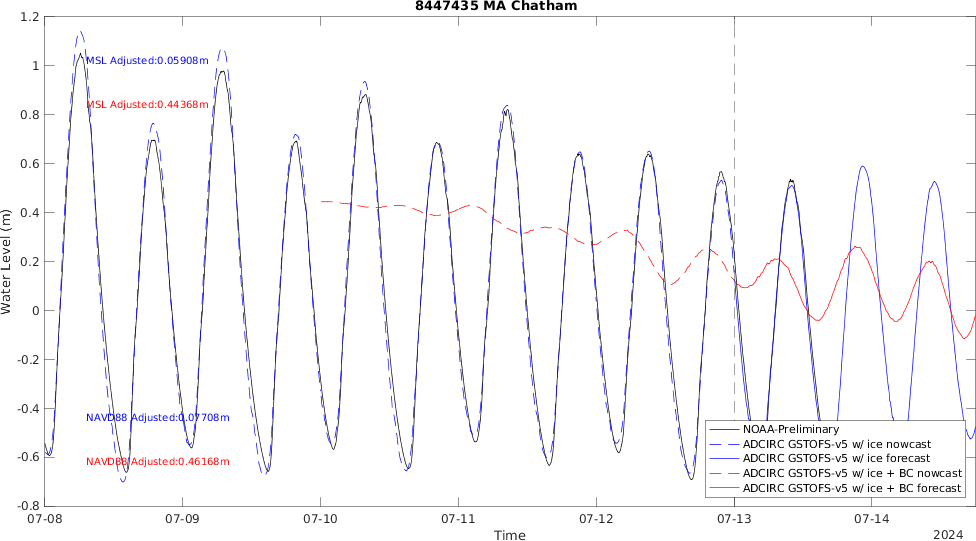 8447435 MA Chatham
1.2
1
0.8
0.6
0.4
0.2
0
-0.2
-0.4
-0.6
-0.8
Water Level (m)
MSL Adjusted:0.05908m
MSL Adjusted:0.44368m
NAVD88 Adjusted:0.07708m
NAVD88 Adjusted:0.46168m
NOAA-Preliminary
ADCIRC GSTOFS-v5 w/ ice nowcast
ADCIRC GSTOFS-v5 w/ ice forecast
ADCIRC GSTOFS-v5 w/ ice + BC nowcast
ADCIRC GSTOFS-v5 w/ ice + BC forecast
07-08 07-09 07-10 07-11 07-12 07-13 07-14
Time
2024